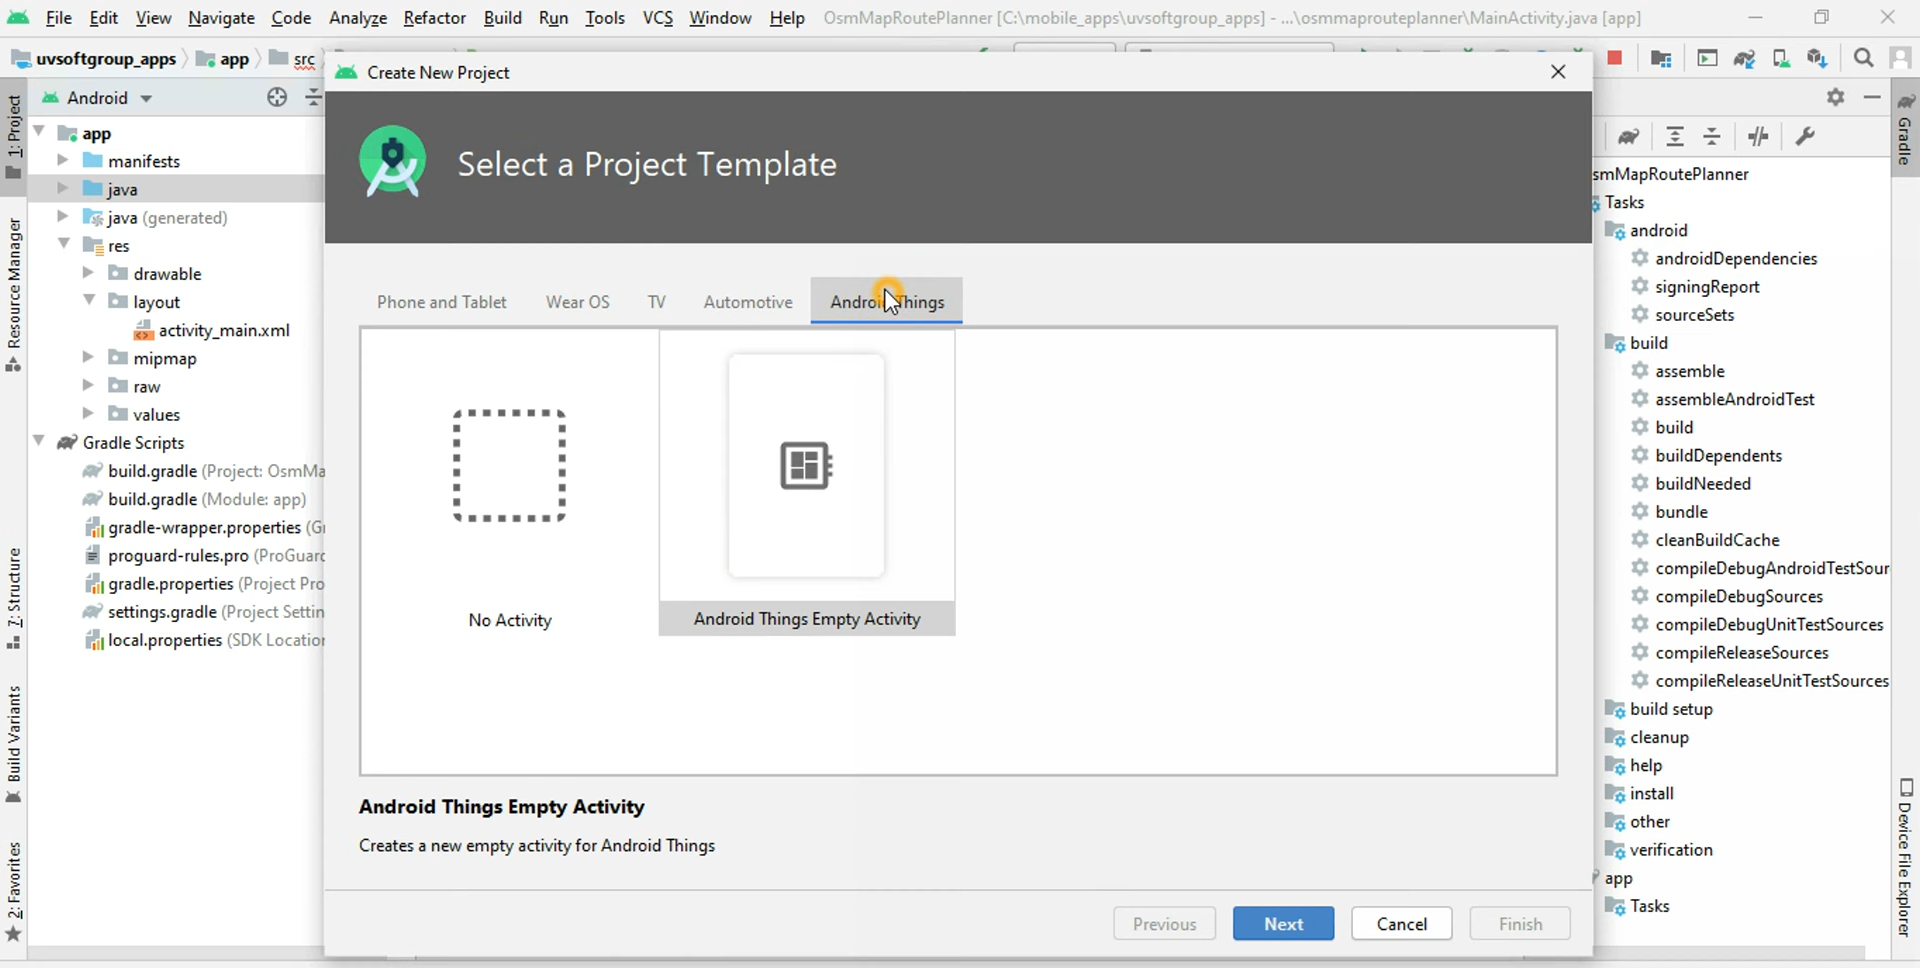 File Edit View Navigate Code Analyze Refactor Build Run Tools VCS Window Help OsmMapRoutePlanner [C:\mobile_apps\uvsoftgroup_apps] - ...\osmmaprouteplanner\MainActivity.java [app]
uvsoftgroup_apps app src
Create New Project
Android
1: Project
Resource Manager
7: Structure
Build Variants
2: Favorites
app
manifests
java
java (generated)
res
drawable
layout
activity_main.xml
mipmap
raw
values
Gradle Scripts
build.gradle (Project: OsmMa
build.gradle (Module: app)
gradle-wrapper.properties (Gr
proguard-rules.pro (ProGuard
gradle.properties (Project Pro
settings.gradle (Project Settin
local.properties (SDK Location
Select a Project Template
Phone and Tablet Wear OS TV Automotive Android Things
No Activity
Android Things Empty Activity
Android Things Empty Activity
Creates a new empty activity for Android Things
Previous Next Cancel Finish
smMapRoutePlanner
Tasks
android
androidDependencies
signingReport
sourceSets
build
assemble
assembleAndroidTest
build
buildDependents
buildNeeded
bundle
cleanBuildCache
compileDebugAndroidTestSour
compileDebugSources
compileDebugUnitTestSources
compileReleaseSources
compileReleaseUnitTestSources
build setup
cleanup
help
install
other
verification
app
Tasks
Gradle
Device File Explorer